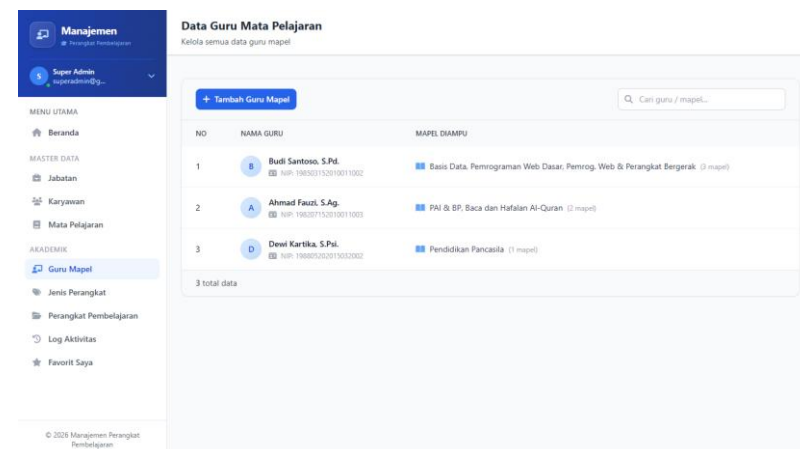 Manajemen
Perangkat Pembelajaran
Data Guru Mata Pelajaran
Kelola semua data guru mapel
S
Super Admin
superadmin@g...
+ Tambah Guru Mapel
Cari guru / mapel...
MENU UTAMA
Beranda
MASTER DATA
Jabatan
Karyawan
Mata Pelajaran
AKADEMIK
Guru Mapel
Jenis Perangkat
Perangkat Pembelajaran
Log Aktivitas
Favorit Saya
NO NAMA GURU MAPEL DIAMPU
1 B Budi Santoso, S.Pd. Basis Data, Pemrograman Web Dasar, Pemrog. Web & Perangkat Bergerak (3 mapel)
NIP: 198503152010011002
2 A Ahmad Fauzi, S.Ag. PAI & BP, Baca dan Hafalan Al-Quran (2 mapel)
NIP: 198207152010011003
3 D Dewi Kartika, S.Psi. Pendidikan Pancasila (1 mapel)
NIP: 198805202015032002
3 total data
© 2026 Manajemen Perangkat
Pembelajaran